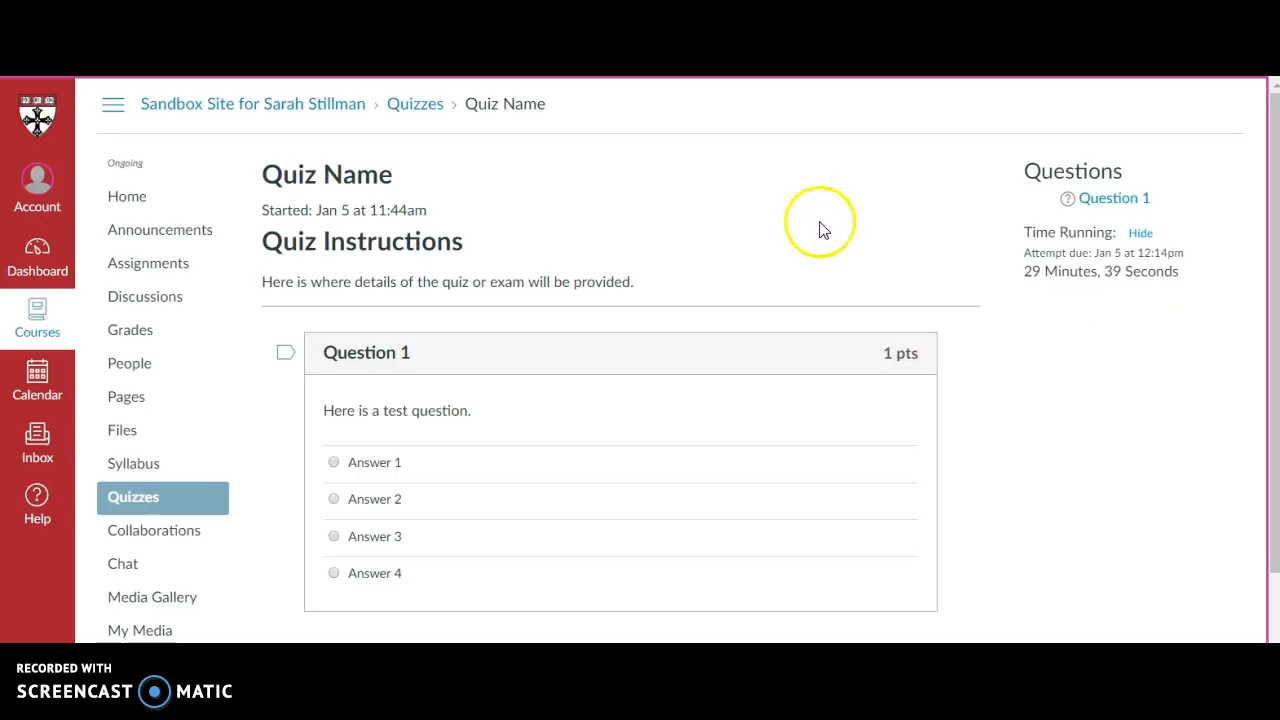 Sandbox Site for Sarah Stillman › Quizzes › Quiz Name
Account
Dashboard
Courses
Calendar
Inbox
Help
Ongoing
Home
Announcements
Assignments
Discussions
Grades
People
Pages
Files
Syllabus
Quizzes
Collaborations
Chat
Media Gallery
My Media
Quiz Name
Started: Jan 5 at 11:44am
Quiz Instructions
Here is where details of the quiz or exam will be provided.
Question 1 1 pts
Here is a test question.
Answer 1
Answer 2
Answer 3
Answer 4
Questions
? Question 1
Time Running: Hide
Attempt due: Jan 5 at 12:14pm
29 Minutes, 39 Seconds
RECORDED WITH
SCREENCAST MATIC